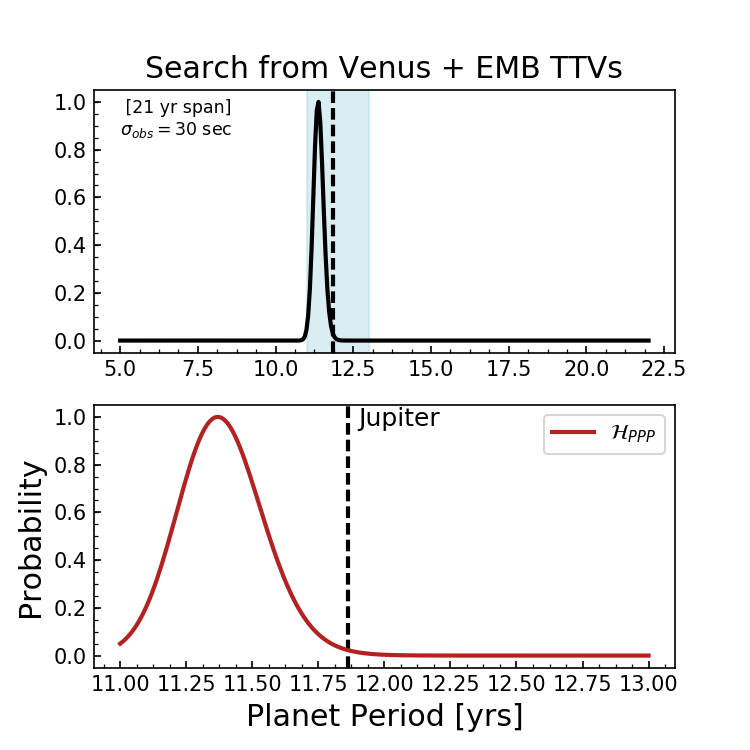 Search from Venus + EMB TTVs
[21 yr span]
σobs = 30 sec
1.0
0.8
0.6
0.4
0.2
0.0
5.0 7.5 10.0 12.5 15.0 17.5 20.0 22.5
Jupiter
ℋPPP
Probability
1.0
0.8
0.6
0.4
0.2
0.0
11.00 11.25 11.50 11.75 12.00 12.25 12.50 12.75 13.00
Planet Period [yrs]